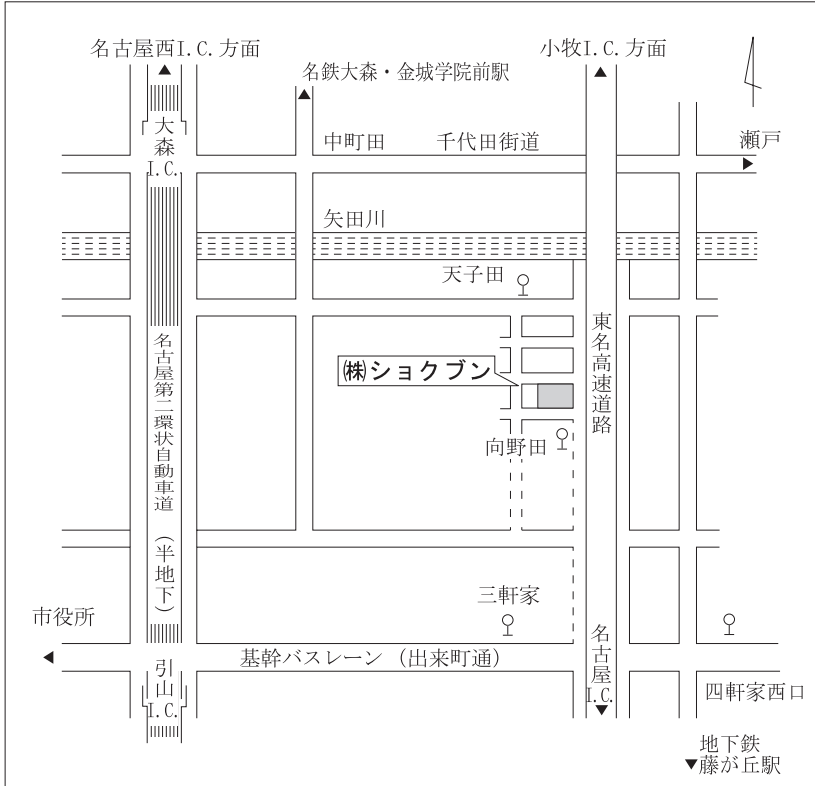 名古屋西I.C.方面
小牧I.C.方面
名鉄大森・金城学院前駅
大森I.C.
中町田
千代田街道
瀬戸
矢田川
天子田
東名高速道路
名古屋第二環状自動車道 (半地下)
㈱ショクブン
向野田
三軒家
市役所
基幹バスレーン (出来町通)
引山I.C.
名古屋I.C.
四軒家西口
地下鉄
藤が丘駅